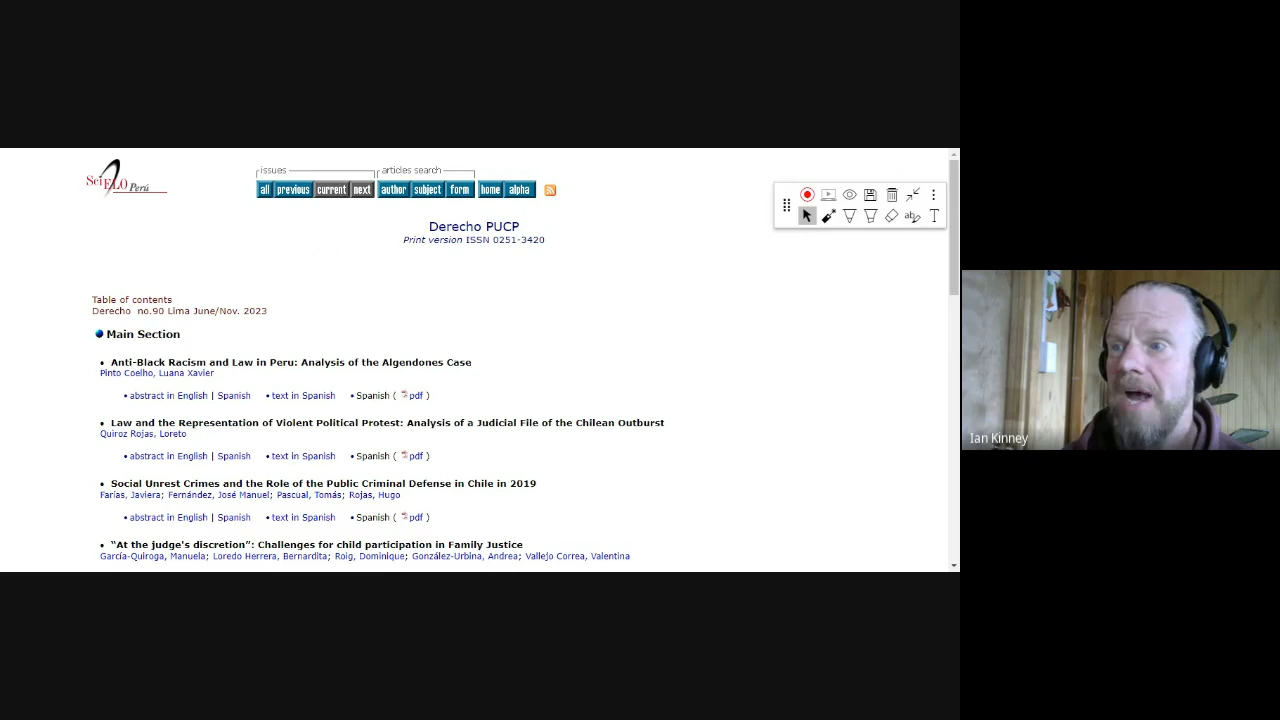 SciELO Perú
issues
articles search
all previous current next author subject form home alpha
Derecho PUCP
Print version ISSN 0251-3420
Table of contents
Derecho no.90 Lima June/Nov. 2023
Main Section
• Anti-Black Racism and Law in Peru: Analysis of the Algendones Case
Pinto Coelho, Luana Xavier
• abstract in English | Spanish • text in Spanish • Spanish ( pdf )
• Law and the Representation of Violent Political Protest: Analysis of a Judicial File of the Chilean Outburst
Quiroz Rojas, Loreto
• abstract in English | Spanish • text in Spanish • Spanish ( pdf )
• Social Unrest Crimes and the Role of the Public Criminal Defense in Chile in 2019
Farías, Javiera; Fernández, José Manuel; Pascual, Tomás; Rojas, Hugo
• abstract in English | Spanish • text in Spanish • Spanish ( pdf )
• “At the judge's discretion”: Challenges for child participation in Family Justice
García-Quiroga, Manuela; Loredo Herrera, Bernardita; Roig, Dominique; González-Urbina, Andrea; Vallejo Correa, Valentina
Ian Kinney